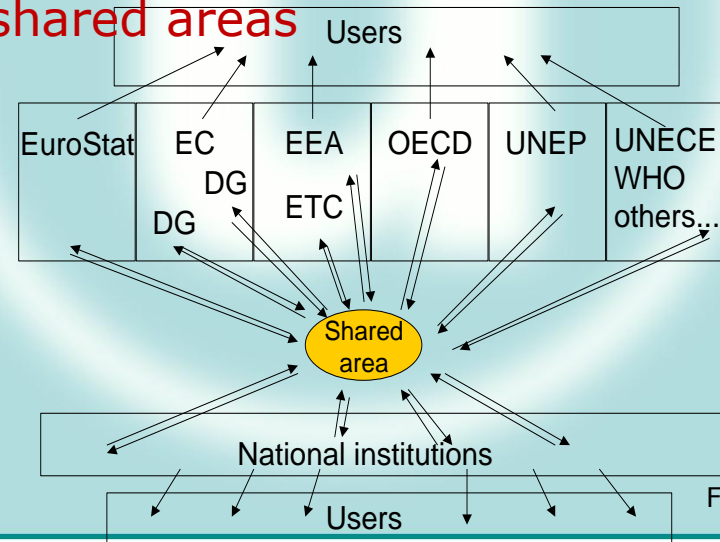 shared areas
Users
EuroStat
EC
DG
DG
EEA
ETC
OECD
UNEP
UNECE
WHO
others...
Shared
area
National institutions
F
Users